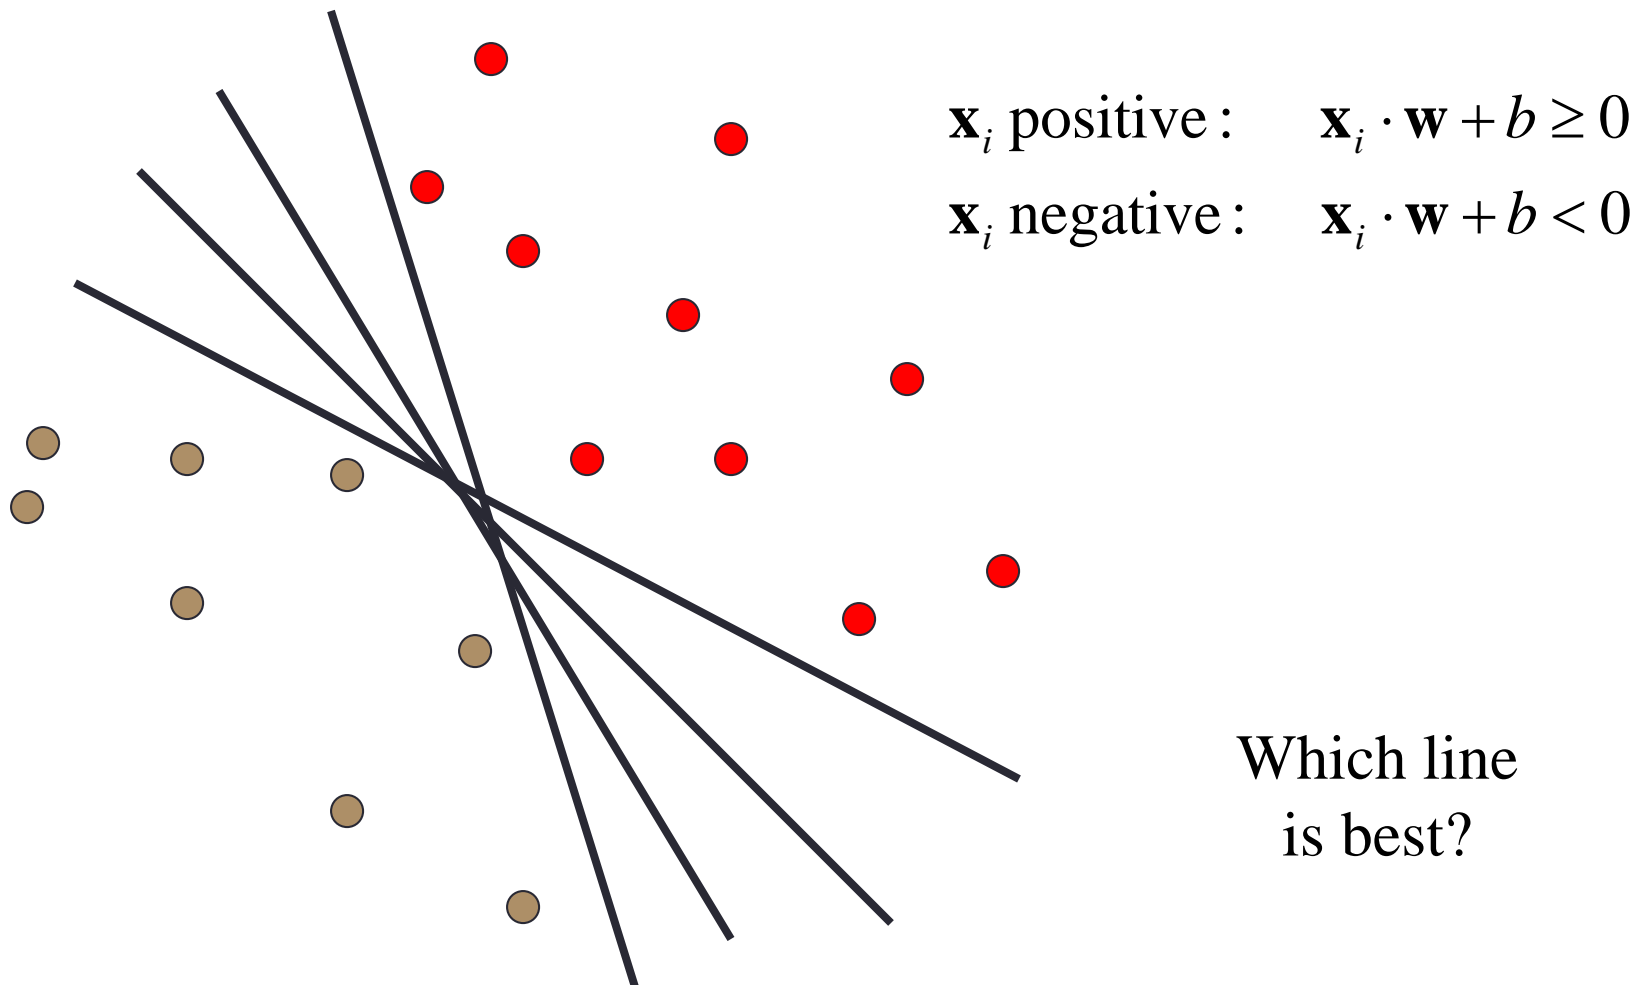 xᵢ positive: xᵢ · w + b ≥ 0
xᵢ negative: xᵢ · w + b < 0
Which line
is best?